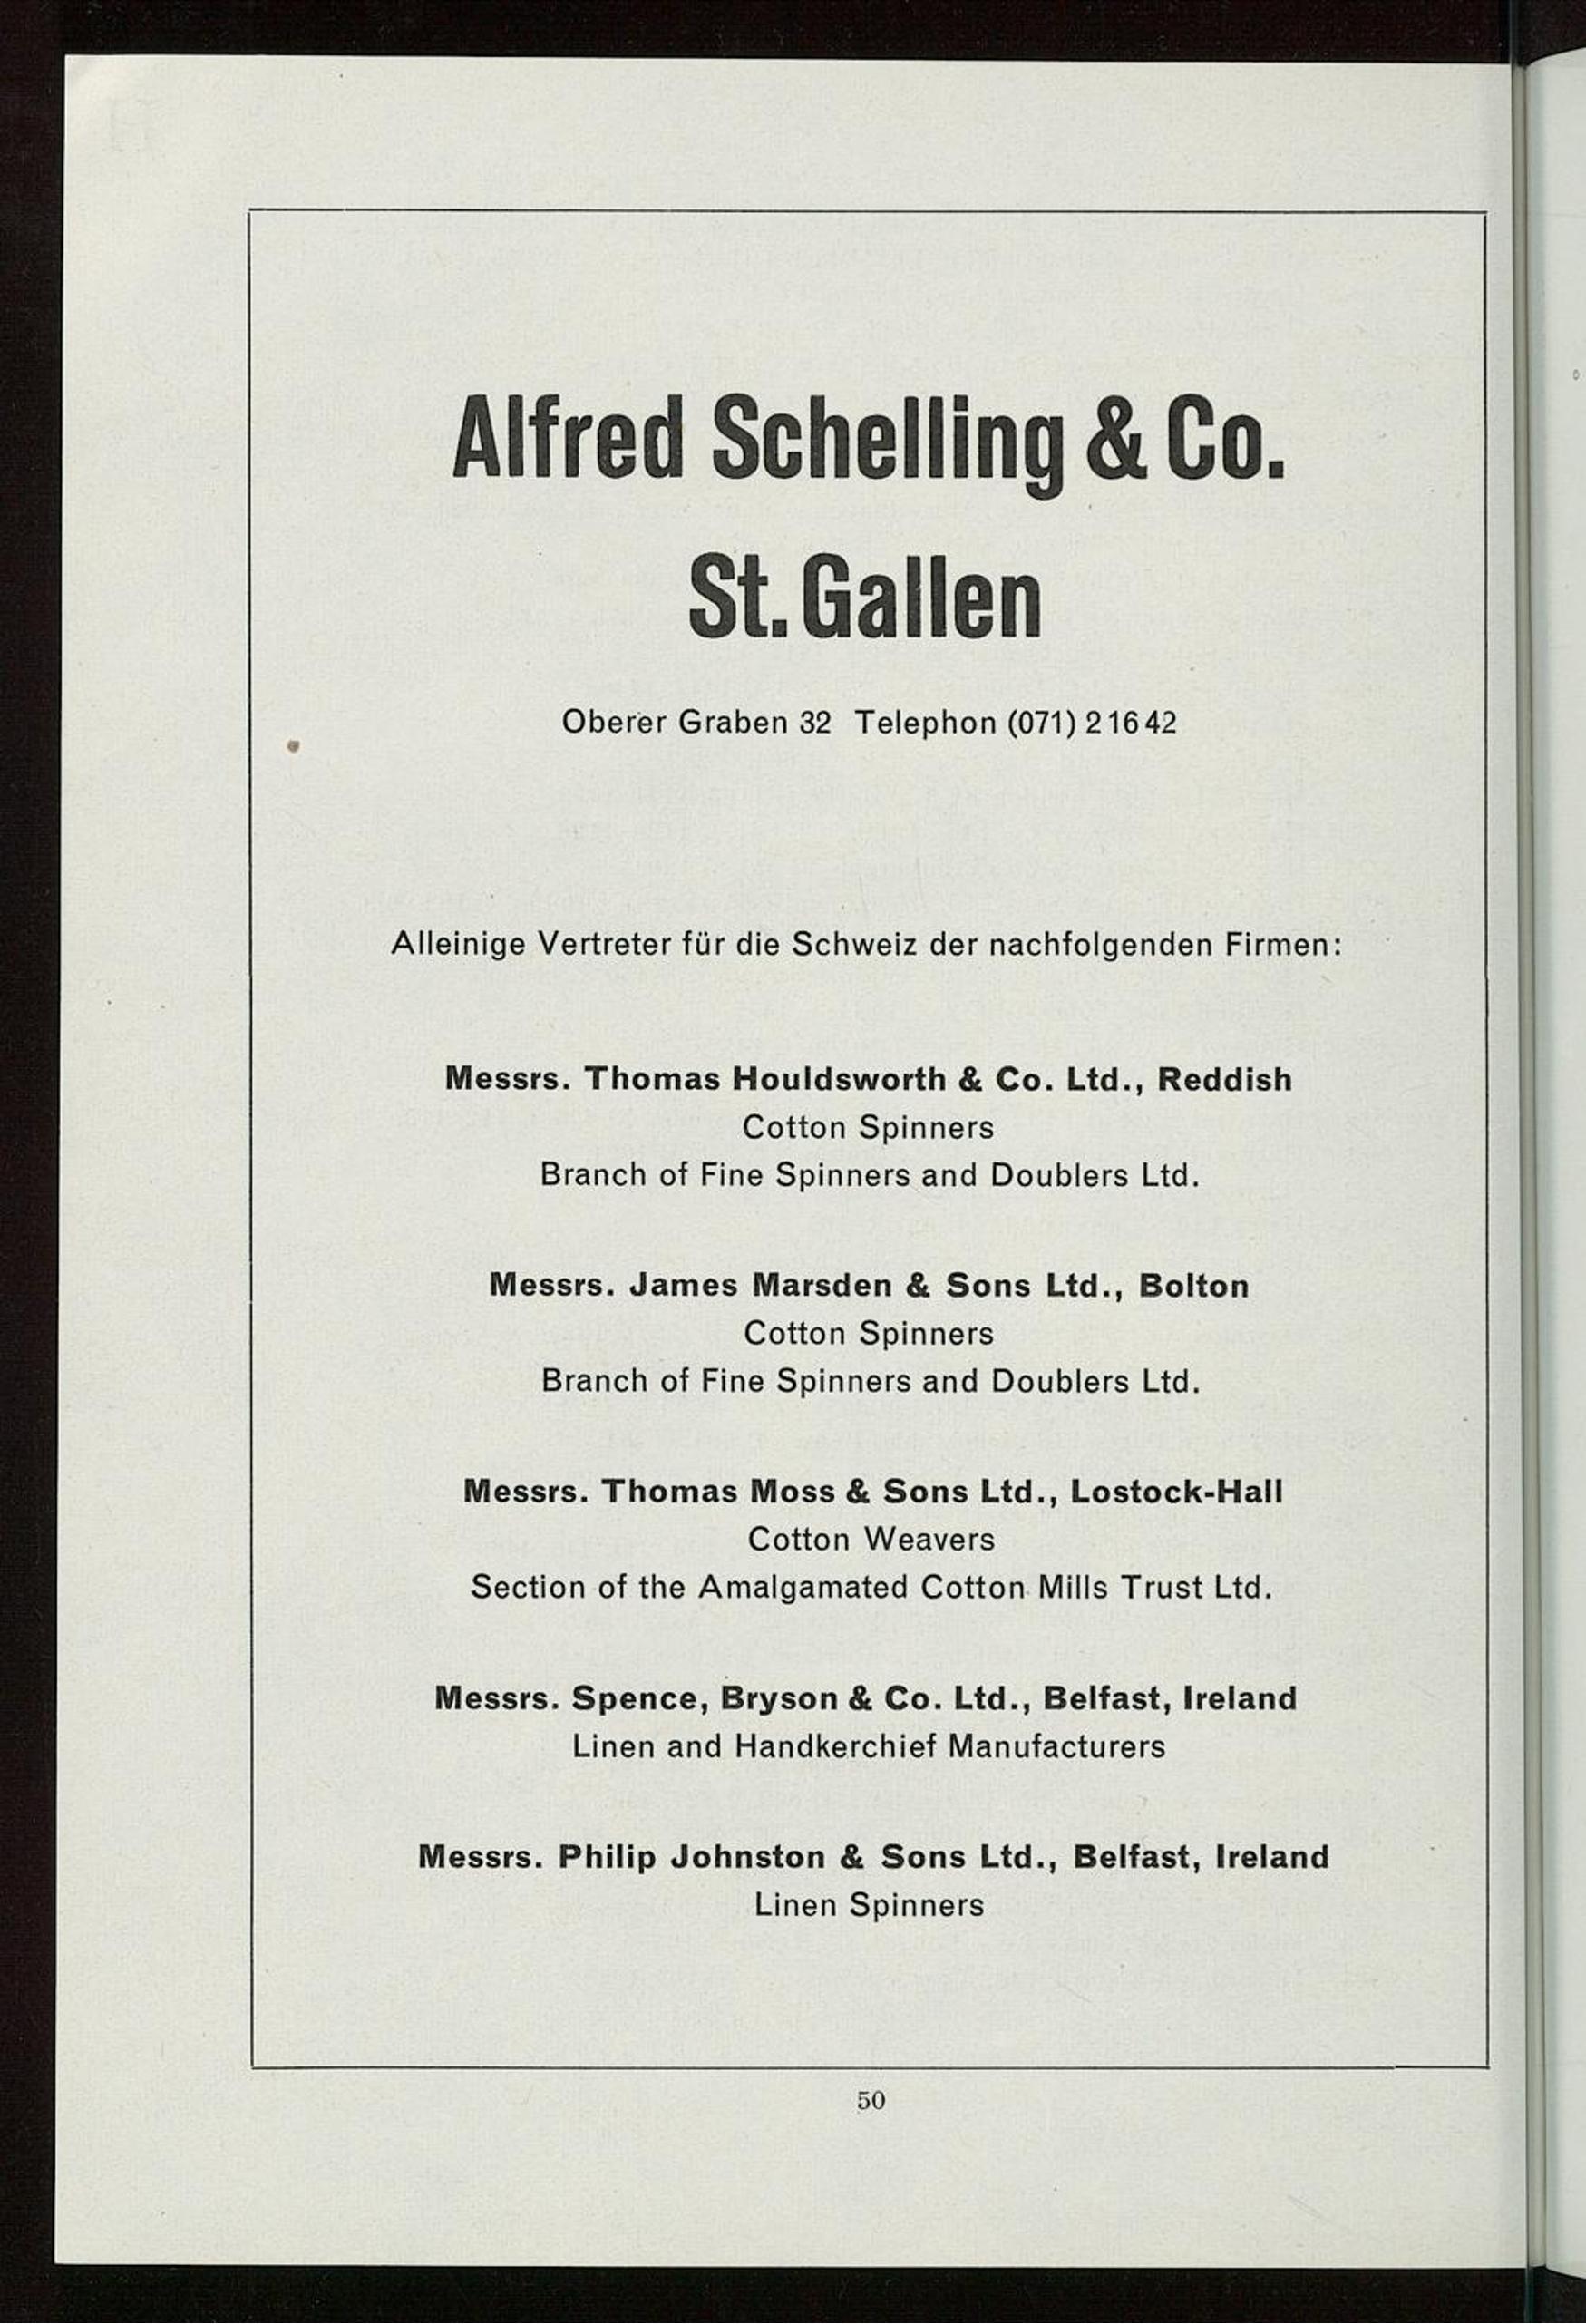 Alfred Schelling & Co.
St. Gallen
Oberer Graben 32 Telephon (071) 2 16 42
Alleinige Vertreter für die Schweiz der nachfolgenden Firmen:
Messrs. Thomas Houldsworth & Co. Ltd., Reddish
Cotton Spinners
Branch of Fine Spinners and Doublers Ltd.
Messrs. James Marsden & Sons Ltd., Bolton
Cotton Spinners
Branch of Fine Spinners and Doublers Ltd.
Messrs. Thomas Moss & Sons Ltd., Lostock-Hall
Cotton Weavers
Section of the Amalgamated Cotton Mills Trust Ltd.
Messrs. Spence, Bryson & Co. Ltd., Belfast, Ireland
Linen and Handkerchief Manufacturers
Messrs. Philip Johnston & Sons Ltd., Belfast, Ireland
Linen Spinners
50